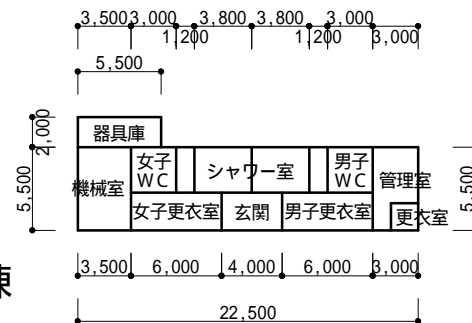 3,500 3,000 3,800 3,800 3,000
1,200 1,200 3,000
5,500
2,000
器具庫
5,500
機械室
女子
WC
シャワー室
男子
WC
管理室
5,500
女子更衣室
玄関
男子更衣室
更衣室
3,500 6,000 4,000 6,000 3,000
棟
22,500